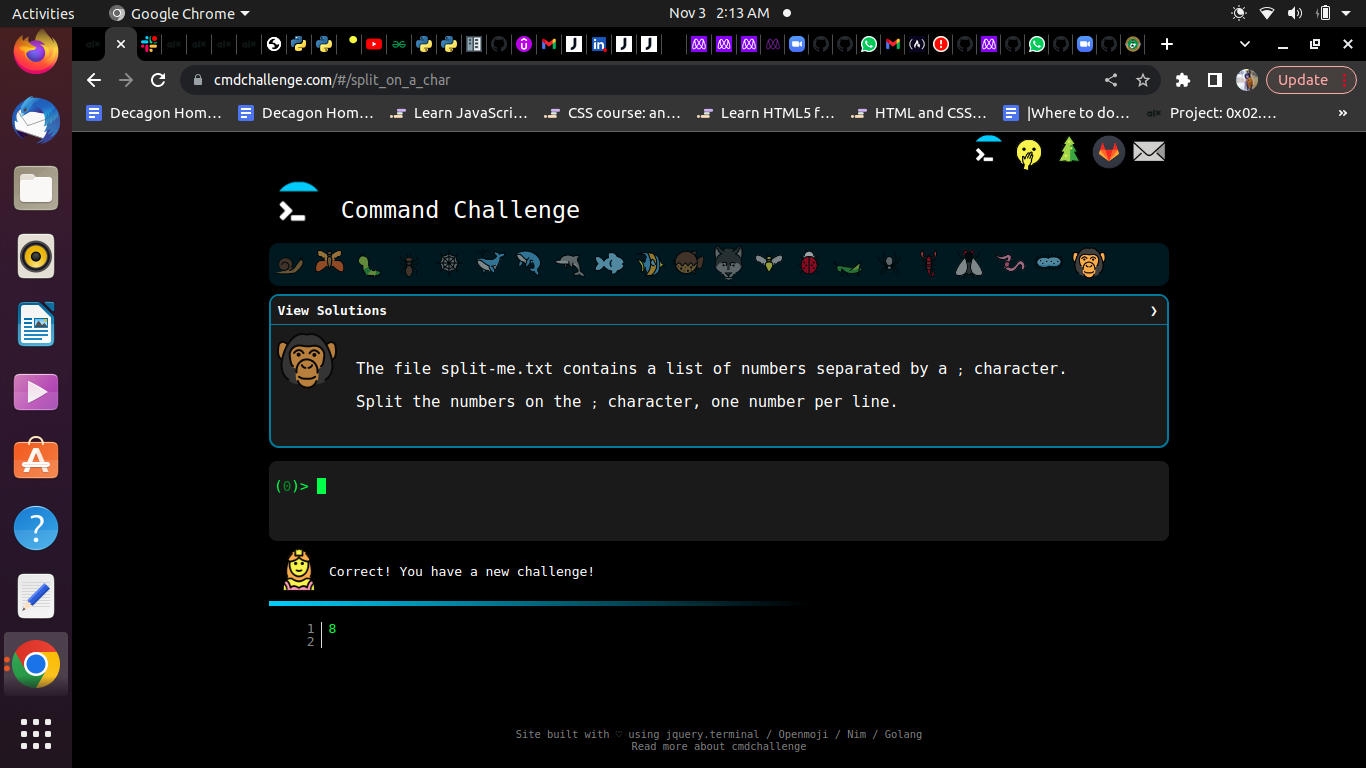 Activities
Google Chrome
Nov 3 2:13 AM
cmdchallenge.com/#/split_on_a_char
Update
Decagon Hom...
Decagon Hom...
Learn JavaScri...
CSS course: an...
Learn HTML5 f...
HTML and CSS...
|Where to do...
Project: 0x02....
»
Command Challenge
View Solutions
The file split-me.txt contains a list of numbers separated by a ; character.
Split the numbers on the ; character, one number per line.
(0)>
Correct! You have a new challenge!
1 8
2
Site built with ♡ using jquery.terminal / Openmoji / Nim / Golang
Read more about cmdchallenge